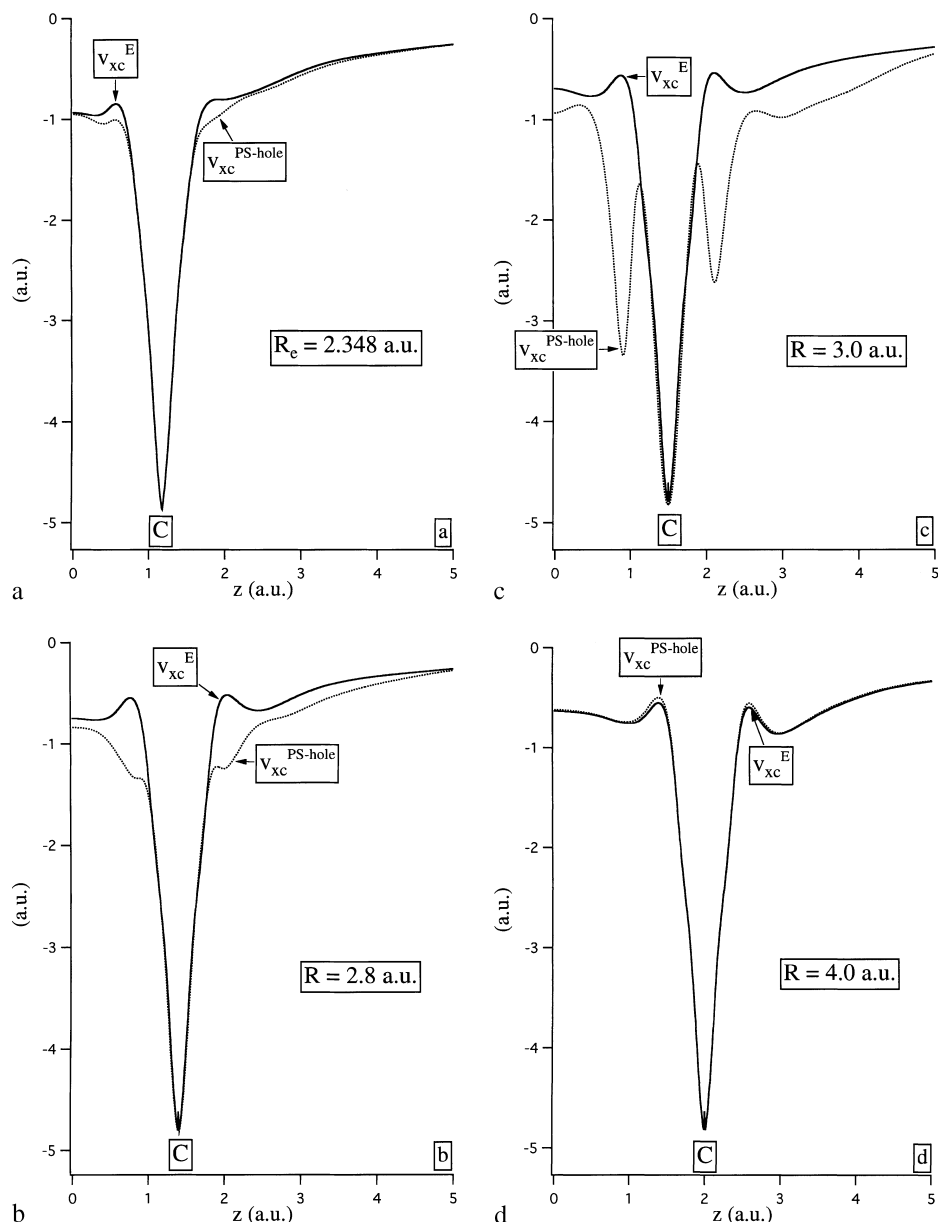 0
-1
-2
-3
-4
-5
(a.u.)
v_xc^E
v_xc^PS-hole
R_e = 2.348 a.u.
C
a
0 1 2 3 4 5
z (a.u.)
a
0
-1
-2
-3
-4
-5
(a.u.)
v_xc^E
v_xc^PS-hole
R = 3.0 a.u.
C
c
0 1 2 3 4 5
z (a.u.)
c
0
-1
-2
-3
-4
-5
(a.u.)
v_xc^E
v_xc^PS-hole
R = 2.8 a.u.
C
b
0 1 2 3 4 5
z (a.u.)
b
0
-1
-2
-3
-4
-5
(a.u.)
v_xc^PS-hole
v_xc^E
R = 4.0 a.u.
C
d
0 1 2 3 4 5
z (a.u.)
d